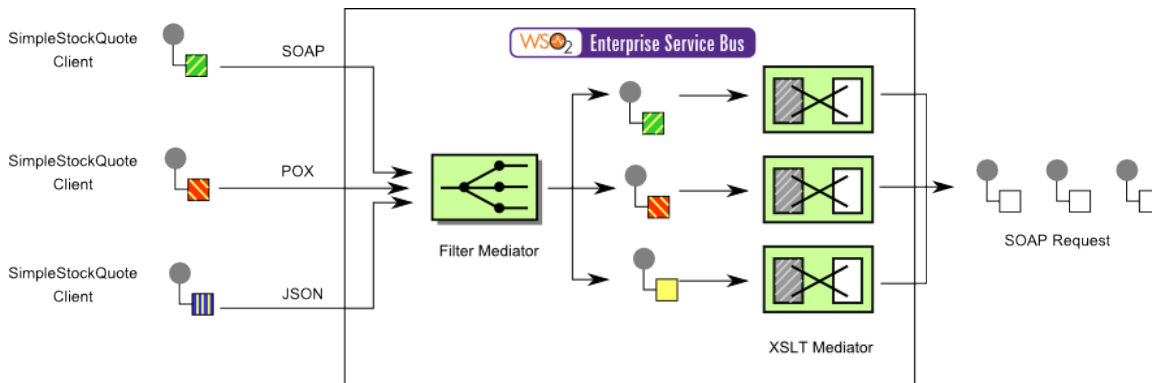 SimpleStockQuote
Client
SOAP
WSO2 Enterprise Service Bus
SimpleStockQuote
Client
POX
Filter Mediator
SOAP Request
SimpleStockQuote
Client
JSON
XSLT Mediator